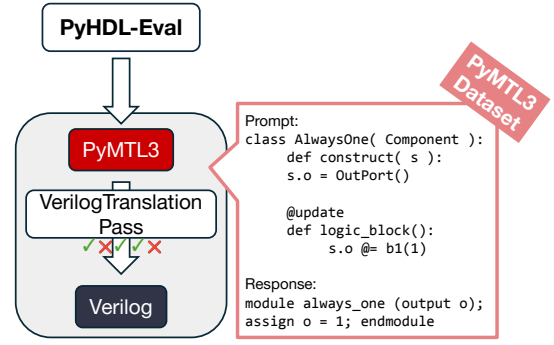 PyHDL-Eval
PyMTL3
VerilogTranslation
Pass
✓✗✓✓✗
Verilog
PyMTL3
Dataset
Prompt:
class AlwaysOne( Component ):
    def construct( s ):
    s.o = OutPort()

    @update
    def logic_block():
        s.o @= b1(1)

Response:
module always_one (output o);
assign o = 1; endmodule